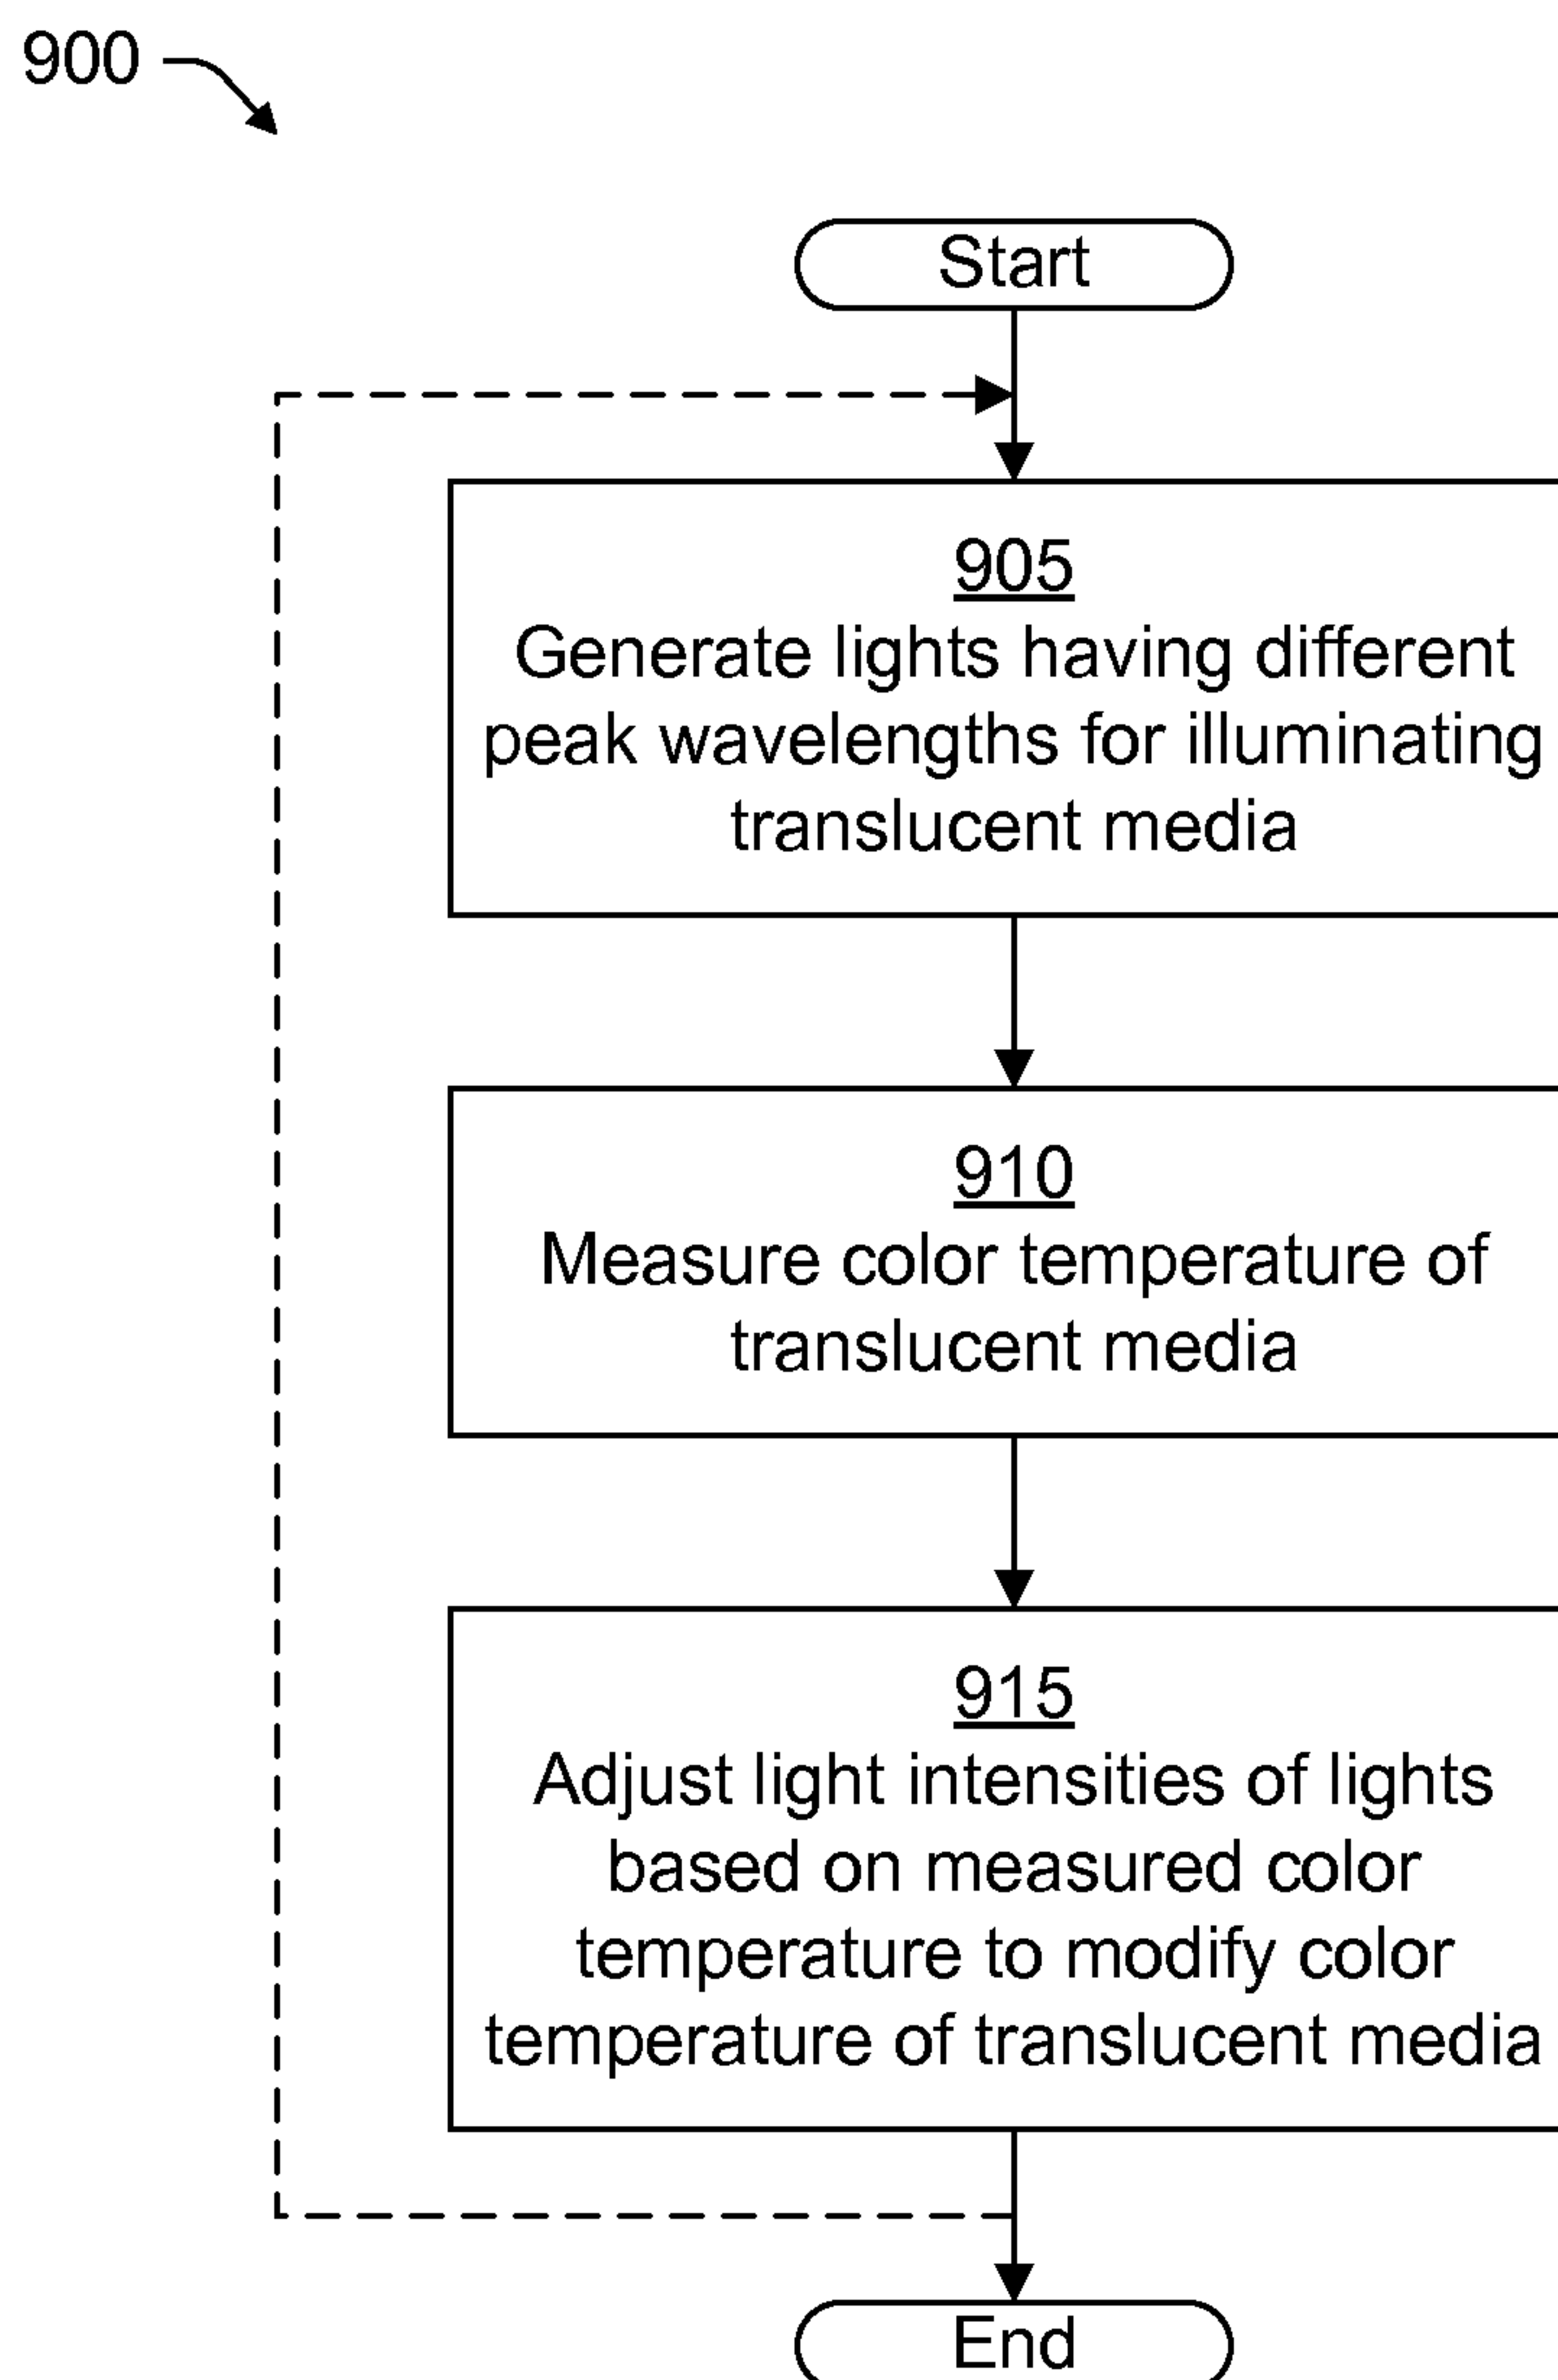 900
Start
905
Generate lights having different
peak wavelengths for illuminating
translucent media
910
Measure color temperature of
translucent media
915
Adjust light intensities of lights
based on measured color
temperature to modify color
temperature of translucent media
End